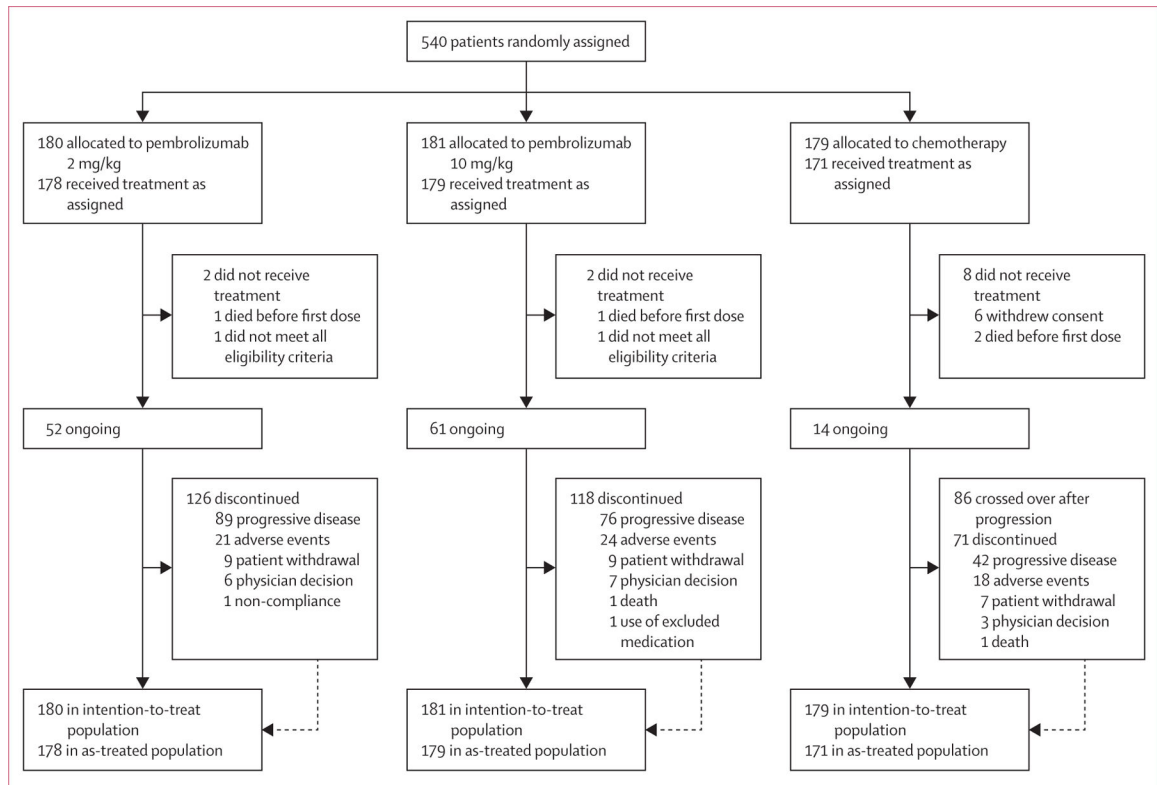 540 patients randomly assigned
180 allocated to pembrolizumab
2 mg/kg
178 received treatment as
assigned
181 allocated to pembrolizumab
10 mg/kg
179 received treatment as
assigned
179 allocated to chemotherapy
171 received treatment as
assigned
2 did not receive
treatment
1 died before first dose
1 did not meet all
eligibility criteria
2 did not receive
treatment
1 died before first dose
1 did not meet all
eligibility criteria
8 did not receive
treatment
6 withdrew consent
2 died before first dose
52 ongoing
61 ongoing
14 ongoing
126 discontinued
89 progressive disease
21 adverse events
9 patient withdrawal
6 physician decision
1 non-compliance
118 discontinued
76 progressive disease
24 adverse events
9 patient withdrawal
7 physician decision
1 death
1 use of excluded
medication
86 crossed over after
progression
71 discontinued
42 progressive disease
18 adverse events
7 patient withdrawal
3 physician decision
1 death
180 in intention-to-treat
population
178 in as-treated population
181 in intention-to-treat
population
179 in as-treated population
179 in intention-to-treat
population
171 in as-treated population